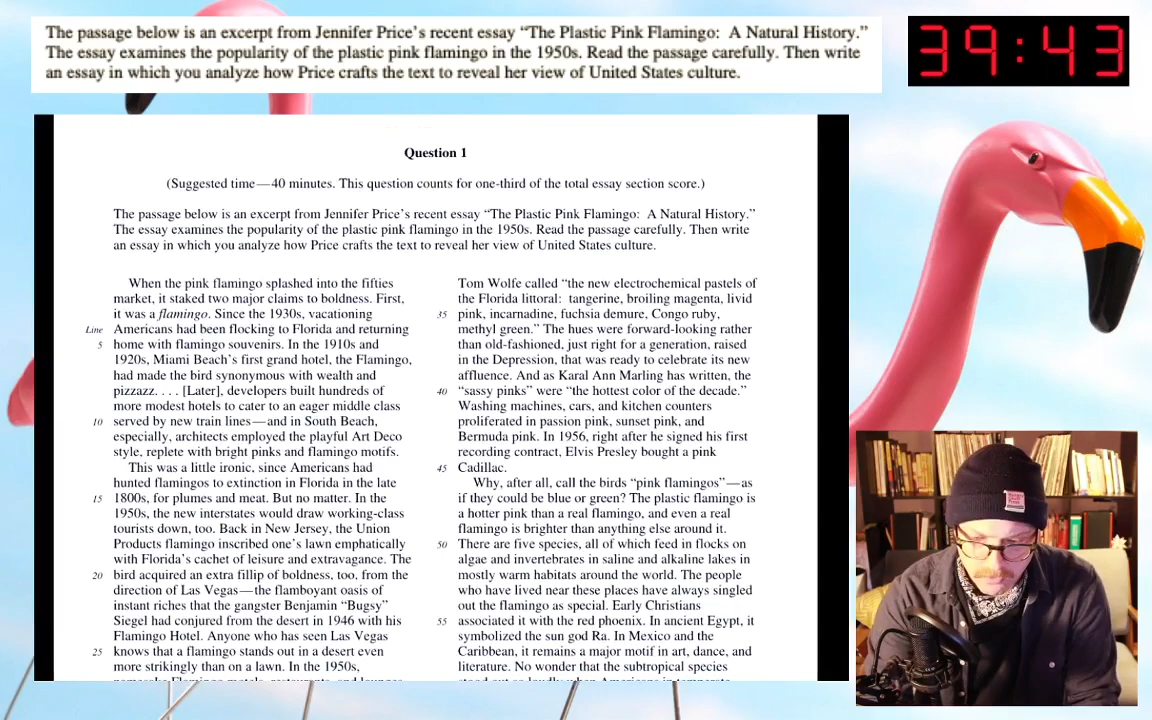 The passage below is an excerpt from Jennifer Price's recent essay “The Plastic Pink Flamingo: A Natural History.”
The essay examines the popularity of the plastic pink flamingo in the 1950s. Read the passage carefully. Then write
an essay in which you analyze how Price crafts the text to reveal her view of United States culture.
39:43
Question 1
(Suggested time—40 minutes. This question counts for one-third of the total essay section score.)
The passage below is an excerpt from Jennifer Price's recent essay “The Plastic Pink Flamingo: A Natural History.”
The essay examines the popularity of the plastic pink flamingo in the 1950s. Read the passage carefully. Then write
an essay in which you analyze how Price crafts the text to reveal her view of United States culture.
When the pink flamingo splashed into the fifties
market, it staked two major claims to boldness. First,
it was a flamingo. Since the 1930s, vacationing
Line Americans had been flocking to Florida and returning
5 home with flamingo souvenirs. In the 1910s and
1920s, Miami Beach's first grand hotel, the Flamingo,
had made the bird synonymous with wealth and
pizzazz. . . . [Later], developers built hundreds of
more modest hotels to cater to an eager middle class
10 served by new train lines—and in South Beach,
especially, architects employed the playful Art Deco
style, replete with bright pinks and flamingo motifs.
This was a little ironic, since Americans had
hunted flamingos to extinction in Florida in the late
15 1800s, for plumes and meat. But no matter. In the
1950s, the new interstates would draw working-class
tourists down, too. Back in New Jersey, the Union
Products flamingo inscribed one's lawn emphatically
with Florida's cachet of leisure and extravagance. The
20 bird acquired an extra fillip of boldness, too, from the
direction of Las Vegas—the flamboyant oasis of
instant riches that the gangster Benjamin “Bugsy”
Siegel had conjured from the desert in 1946 with his
Flamingo Hotel. Anyone who has seen Las Vegas
25 knows that a flamingo stands out in a desert even
more strikingly than on a lawn. In the 1950s,
Tom Wolfe called “the new electrochemical pastels of
the Florida littoral: tangerine, broiling magenta, livid
35 pink, incarnadine, fuchsia demure, Congo ruby,
methyl green.” The hues were forward-looking rather
than old-fashioned, just right for a generation, raised
in the Depression, that was ready to celebrate its new
affluence. And as Karal Ann Marling has written, the
40 “sassy pinks” were “the hottest color of the decade.”
Washing machines, cars, and kitchen counters
proliferated in passion pink, sunset pink, and
Bermuda pink. In 1956, right after he signed his first
recording contract, Elvis Presley bought a pink
45 Cadillac.
Why, after all, call the birds “pink flamingos”—as
if they could be blue or green? The plastic flamingo is
a hotter pink than a real flamingo, and even a real
flamingo is brighter than anything else around it.
50 There are five species, all of which feed in flocks on
algae and invertebrates in saline and alkaline lakes in
mostly warm habitats around the world. The people
who have lived near these places have always singled
out the flamingo as special. Early Christians
55 associated it with the red phoenix. In ancient Egypt, it
symbolized the sun god Ra. In Mexico and the
Caribbean, it remains a major motif in art, dance, and
literature. No wonder that the subtropical species